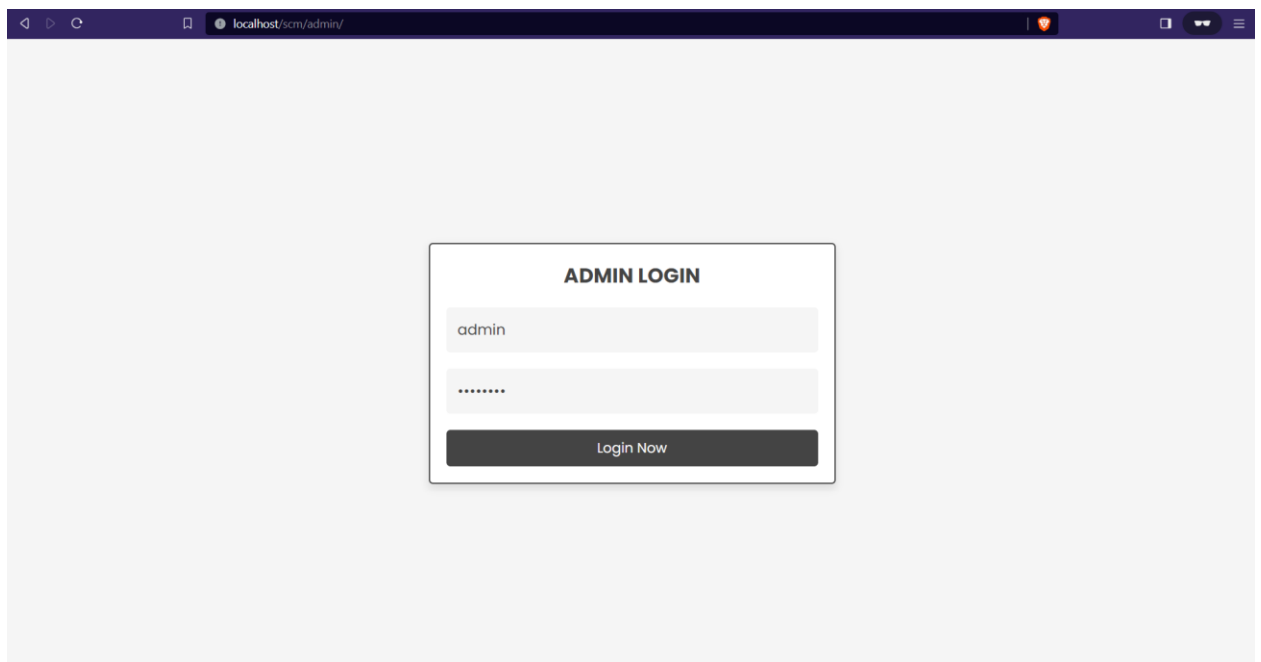 localhost/scm/admin/
ADMIN LOGIN
admin
••••••••
Login Now